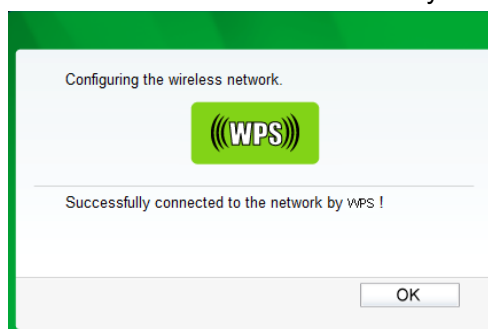 Configuring the wireless network.
(((WPS)))
Successfully connected to the network by WPS !
OK